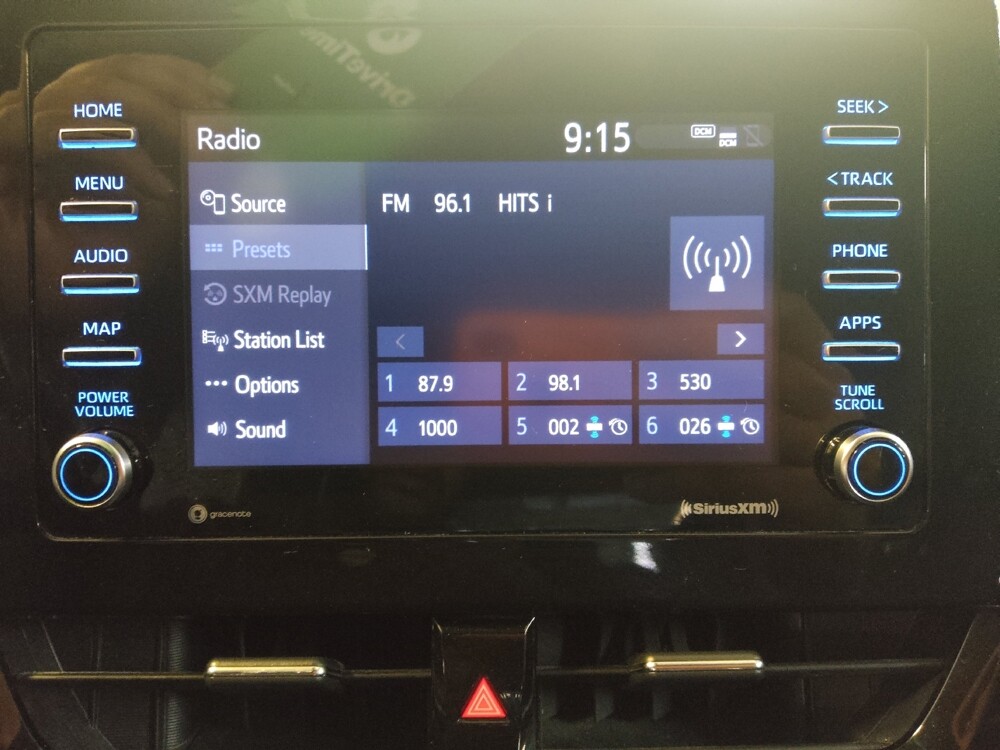 DriveTime
HOME
MENU
AUDIO
MAP
POWER
VOLUME
Radio
9:15
DCM
DCM
Source
Presets
SXM Replay
Station List
Options
Sound
FM 96.1 HITS i
<
>
1 87.9
2 98.1
3 530
4 1000
5 002
6 026
SEEK >
< TRACK
PHONE
APPS
TUNE
SCROLL
gracenote
SiriusXM